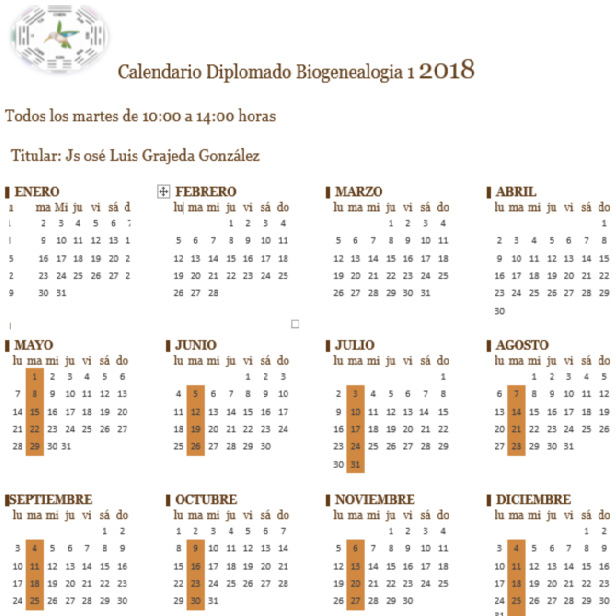 Calendario Diplomado Biogenealogia 1 2018
Todos los martes de 10:00 a 14:00 horas
Titular: Js osé Luis Grajeda González
ENERO
ma Mi ju vi sá d
2 3 4 5 6 7
9 10 11 12 13 1
16 17 18 19 20 2
23 24 25 26 27 2
30 31
FEBRERO
lu ma mi ju vi sá do
1 2 3 4
5 6 7 8 9 10 11
12 13 14 15 16 17 18
19 20 21 22 23 24 25
26 27 28
MARZO
lu ma mi ju vi sá do
1 2 3 4
5 6 7 8 9 10 11
12 13 14 15 16 17 18
19 20 21 22 23 24 25
26 27 28 29 30 31
ABRIL
lu ma mi ju vi sá do
1
2 3 4 5 6 7 8
9 10 11 12 13 14 15
16 17 18 19 20 21 22
23 24 25 26 27 28 29
30
MAYO
lu ma mi ju vi sá do
1 2 3 4 5 6
7 8 9 10 11 12 13
14 15 16 17 18 19 20
21 22 23 24 25 26 27
28 29 30 31
JUNIO
lu ma mi ju vi sá do
1 2 3
4 5 6 7 8 9 10
11 12 13 14 15 16 17
18 19 20 21 22 23 24
25 26 27 28 29 30
JULIO
lu ma mi ju vi sá do
1
2 3 4 5 6 7 8
9 10 11 12 13 14 15
16 17 18 19 20 21 22
23 24 25 26 27 28 29
30 31
AGOSTO
lu ma mi ju vi sá do
1 2 3 4 5
6 7 8 9 10 11 12
13 14 15 16 17 18 19
20 21 22 23 24 25 26
27 28 29 30 31
SEPTIEMBRE
lu ma mi ju vi sá do
1 2
3 4 5 6 7 8 9
10 11 12 13 14 15 16
17 18 19 20 21 22 23
24 25 26 27 28 29 30
OCTUBRE
lu ma mi ju vi sá do
1 2 3 4 5 6 7
8 9 10 11 12 13 14
15 16 17 18 19 20 21
22 23 24 25 26 27 28
29 30 31
NOVIEMBRE
lu ma mi ju vi sá do
1 2 3 4
5 6 7 8 9 10 11
12 13 14 15 16 17 18
19 20 21 22 23 24 25
26 27 28 29 30
DICIEMBRE
lu ma mi ju vi sá do
1 2
3 4 5 6 7 8 9
10 11 12 13 14 15 16
17 18 19 20 21 22 23
24 25 26 27 28 29 30